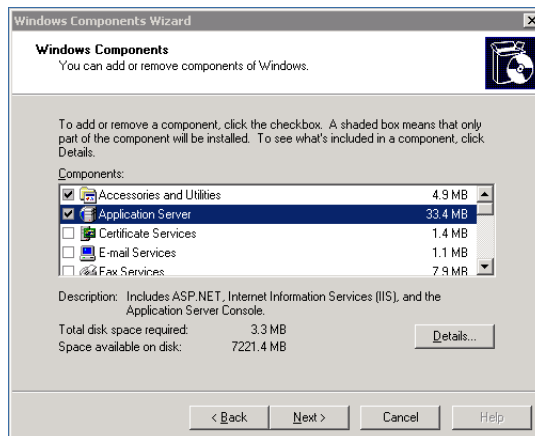 Windows Components Wizard
Windows Components
You can add or remove components of Windows.
To add or remove a component, click the checkbox. A shaded box means that only
part of the component will be installed. To see what's included in a component, click
Details.
Components:
Accessories and Utilities 4.9 MB
Application Server 33.4 MB
Certificate Services 1.4 MB
E-mail Services 1.1 MB
Fax Services 7.9 MB
Description: Includes ASP.NET, Internet Information Services (IIS), and the
Application Server Console.
Total disk space required: 3.3 MB
Space available on disk: 7221.4 MB
Details...
< Back Next > Cancel Help